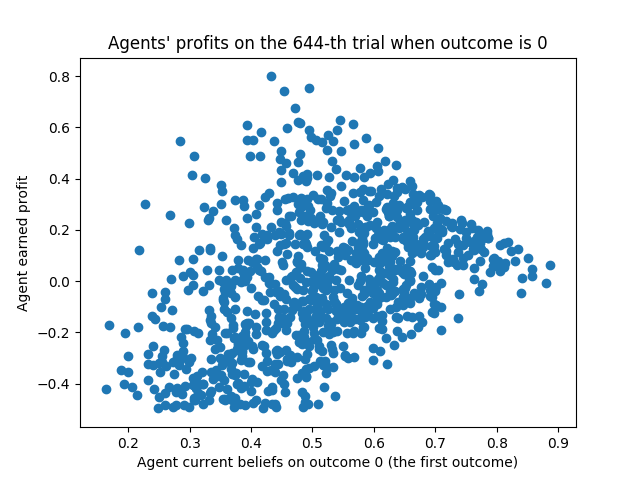 Agents' profits on the 644-th trial when outcome is 0
0.8
0.6
0.4
0.2
0.0
−0.2
−0.4
Agent earned profit
0.2 0.3 0.4 0.5 0.6 0.7 0.8 0.9
Agent current beliefs on outcome 0 (the first outcome)